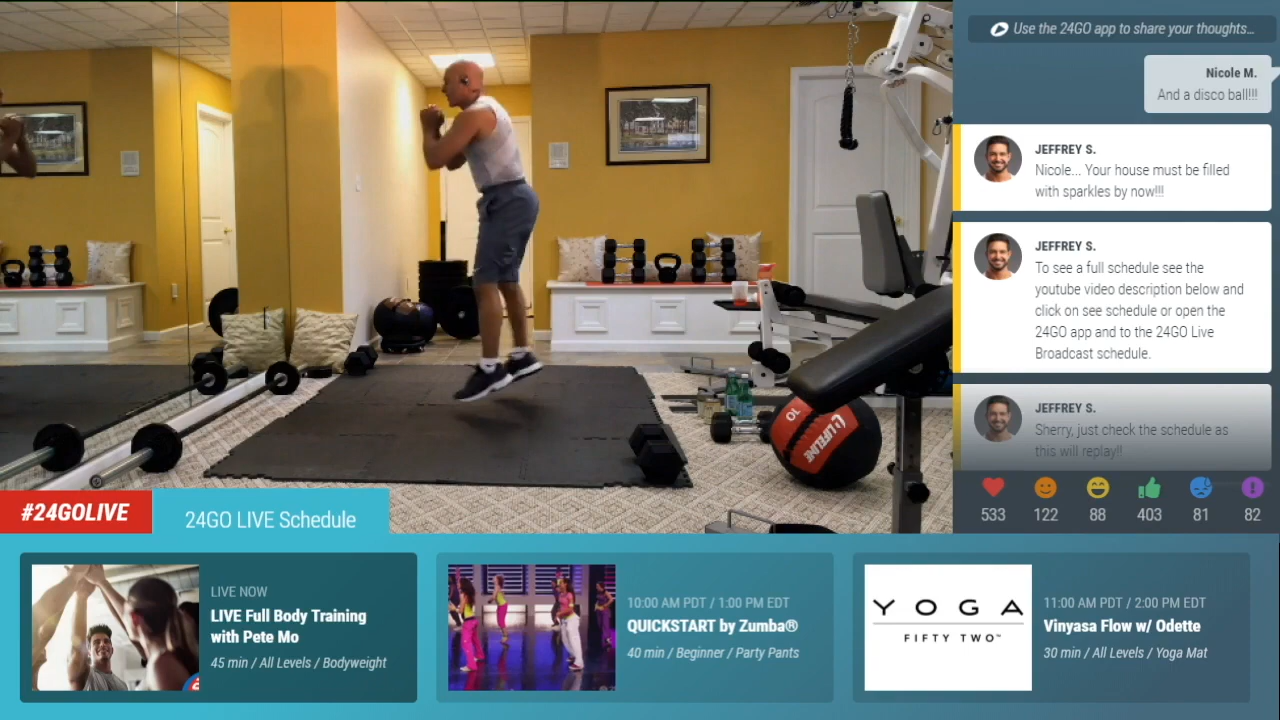 Use the 24GO app to share your thoughts...
Nicole M.
And a disco ball!!!
JEFFREY S.
Nicole... Your house must be filled
with sparkles by now!!!
JEFFREY S.
To see a full schedule see the
youtube video description below and
click on see schedule or open the
24GO app and to the 24GO Live
Broadcast schedule.
JEFFREY S.
Sherry, just check the schedule as
this will replay!!
533
122
88
403
81
82
10
LIFELINE
#24GOLIVE
24GO LIVE Schedule
LIVE NOW
LIVE Full Body Training
with Pete Mo
45 min / All Levels / Bodyweight
10:00 AM PDT / 1:00 PM EDT
QUICKSTART by Zumba®
40 min / Beginner / Party Pants
YOGA
FIFTY TWO™
11:00 AM PDT / 2:00 PM EDT
Vinyasa Flow w/ Odette
30 min / All Levels / Yoga Mat